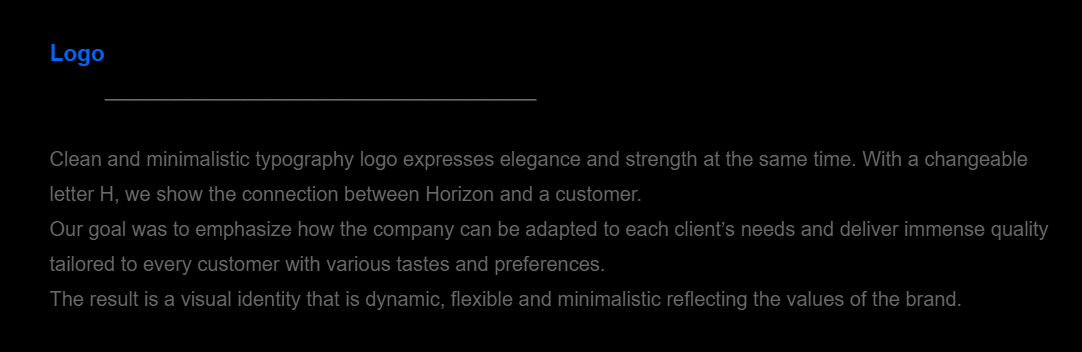 Logo
Clean and minimalistic typography logo expresses elegance and strength at the same time. With a changeable
letter H, we show the connection between Horizon and a customer.
Our goal was to emphasize how the company can be adapted to each client’s needs and deliver immense quality
tailored to every customer with various tastes and preferences.
The result is a visual identity that is dynamic, flexible and minimalistic reflecting the values of the brand.